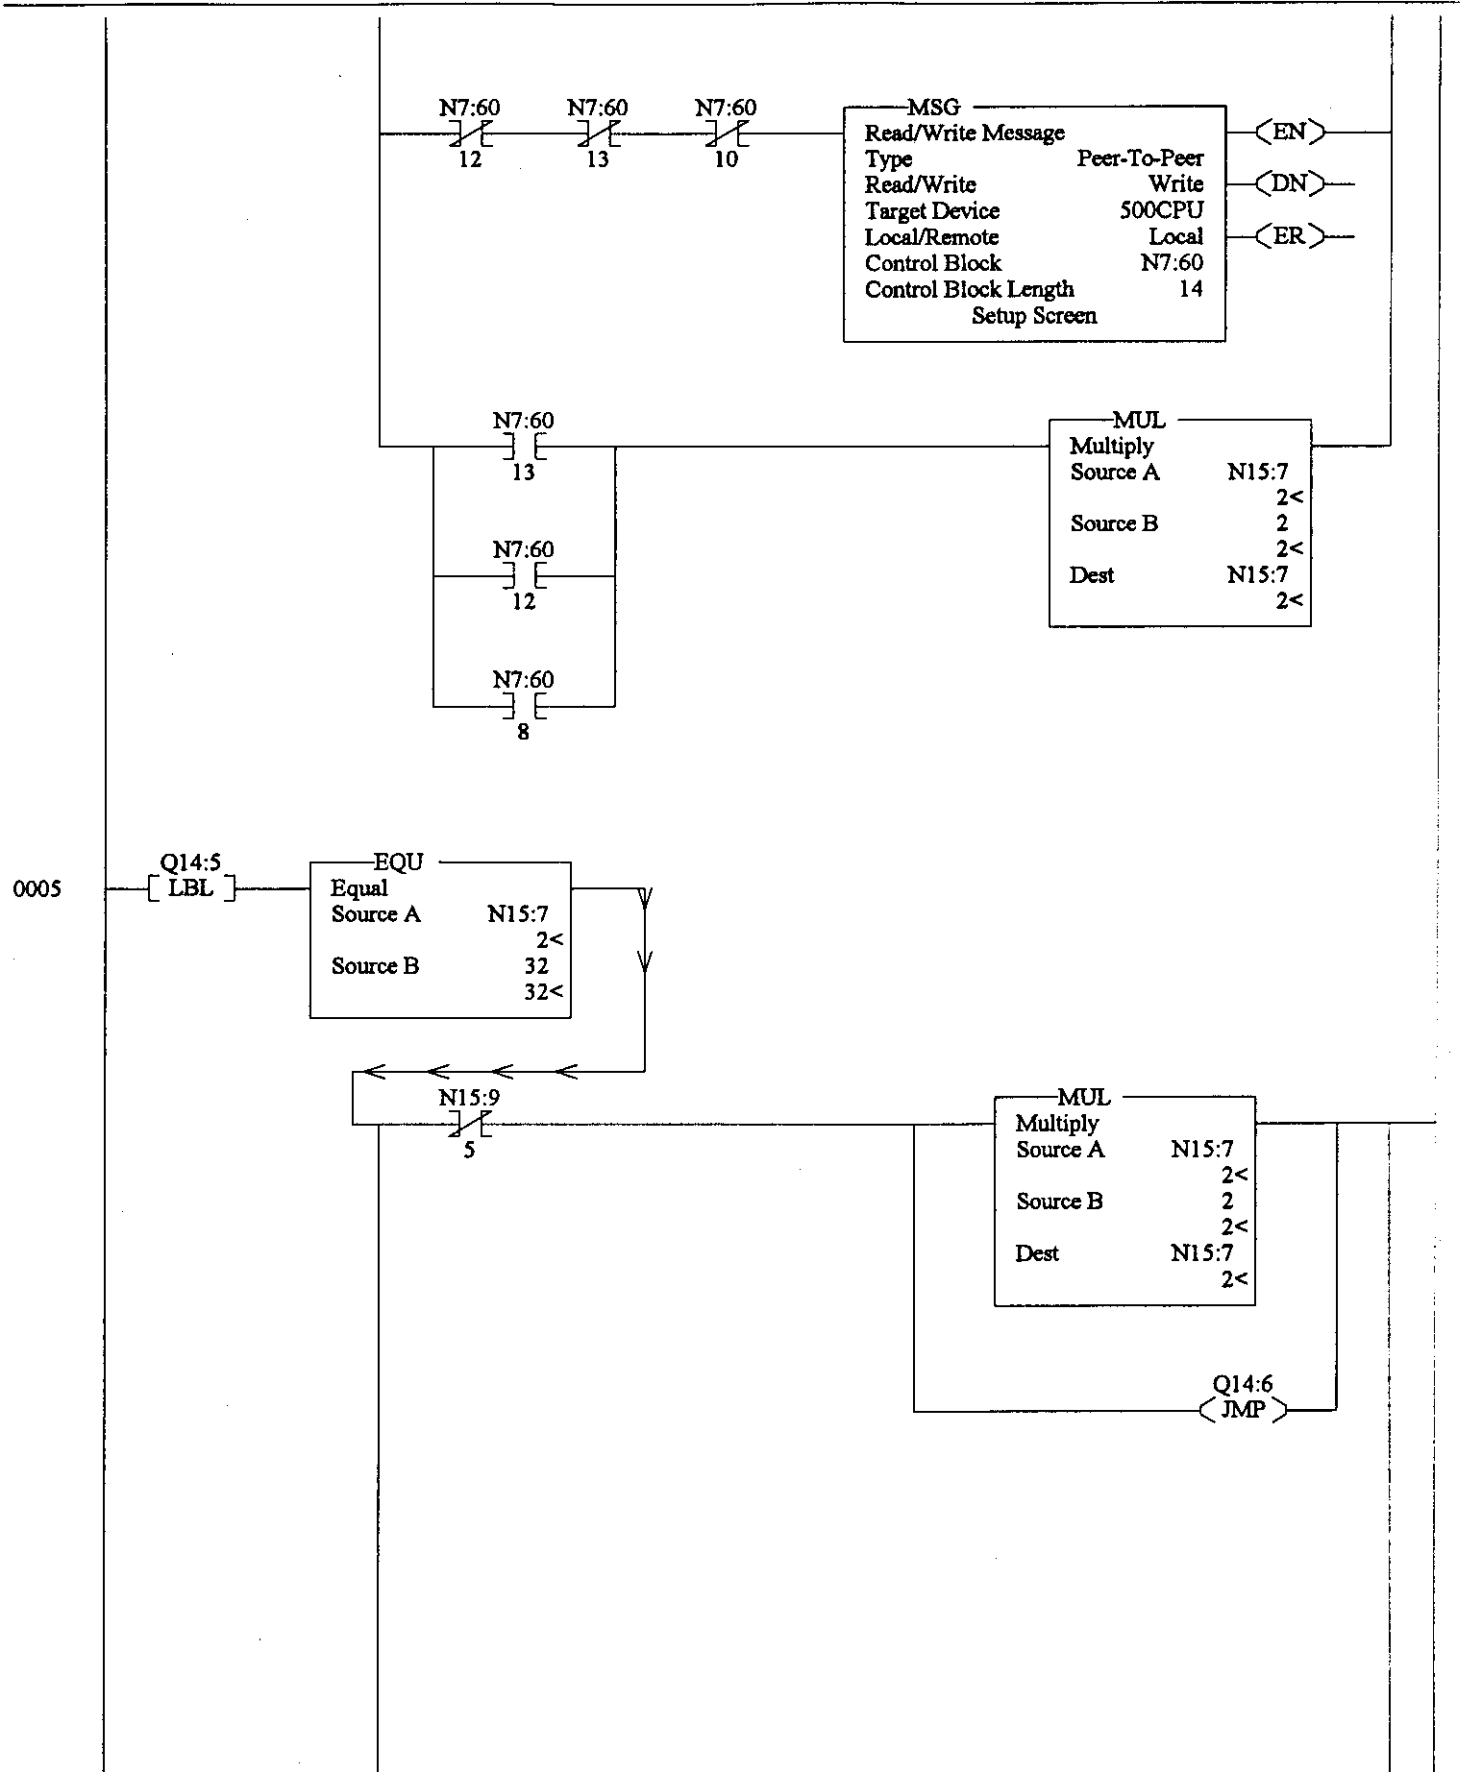 N7:60 N7:60 N7:60
12 13 10
MSG
Read/Write Message
Type Peer-To-Peer
Read/Write Write
Target Device 500CPU
Local/Remote Local
Control Block N7:60
Control Block Length 14
Setup Screen
EN
DN
ER
N7:60
13
N7:60
12
N7:60
8
MUL
Multiply
Source A N15:7
2<
Source B 2
2<
Dest N15:7
2<
0005
Q14:5
LBL
EQU
Equal
Source A N15:7
2<
Source B 32
32<
N15:9
5
MUL
Multiply
Source A N15:7
2<
Source B 2
2<
Dest N15:7
2<
Q14:6
JMP